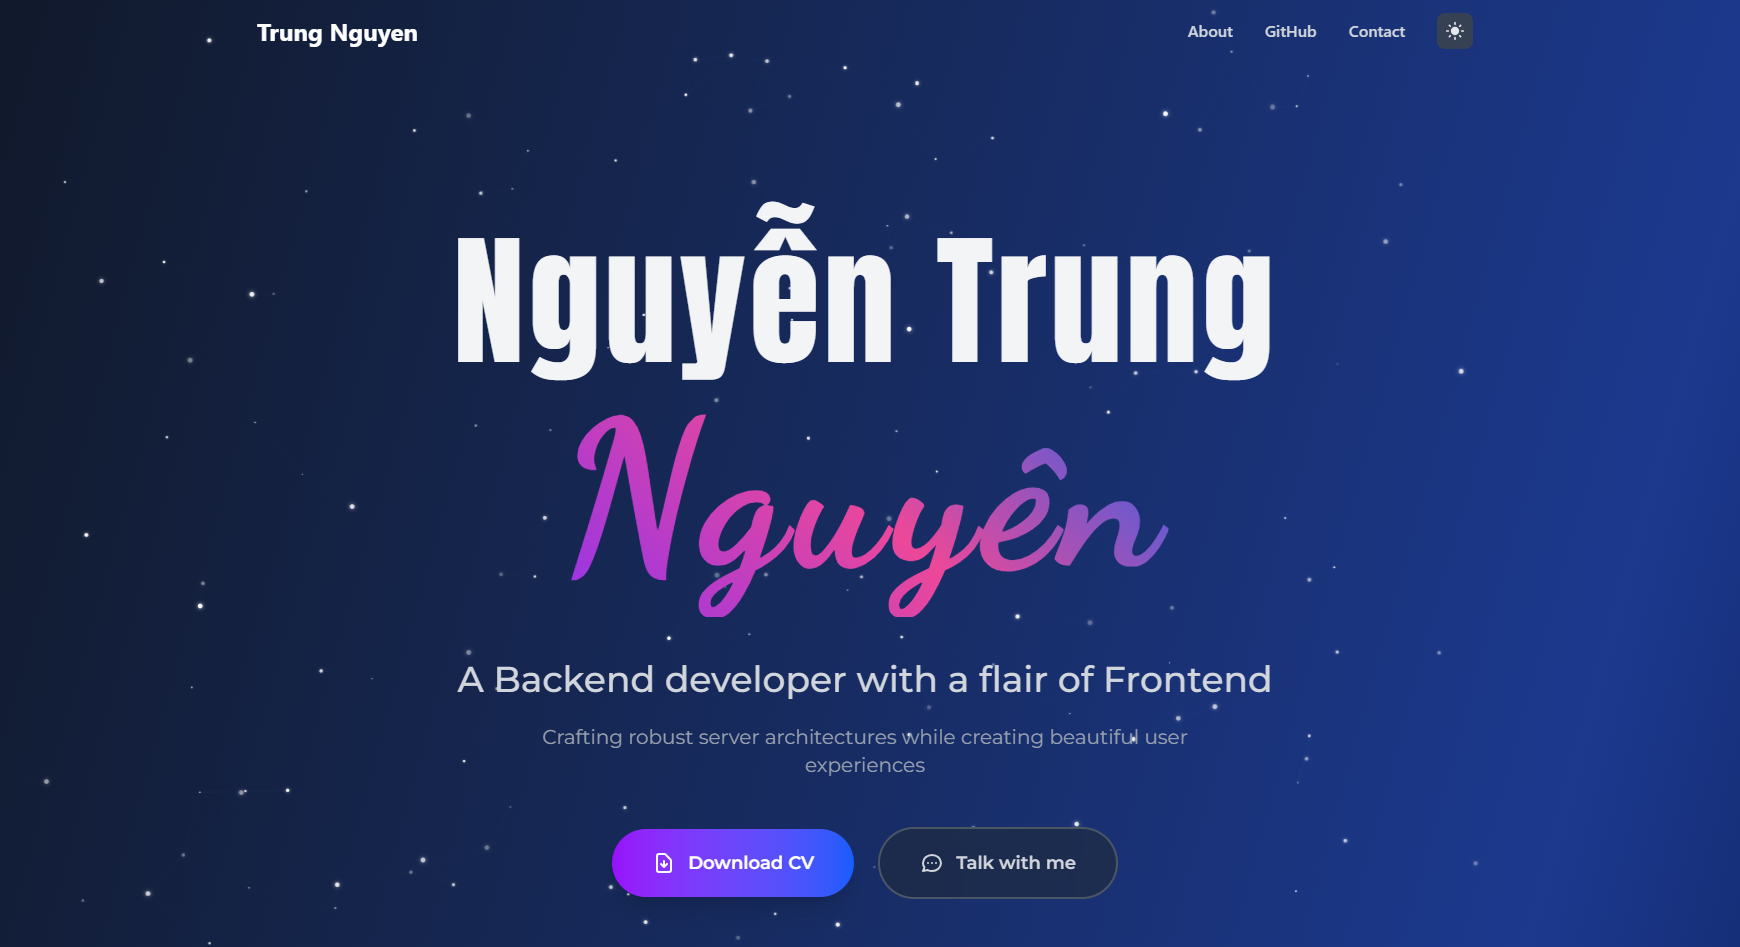 Trung Nguyen
About
GitHub
Contact
Nguyễn Trung
Nguyên
A Backend developer with a flair of Frontend
Crafting robust server architectures while creating beautiful user
experiences
Download CV
Talk with me